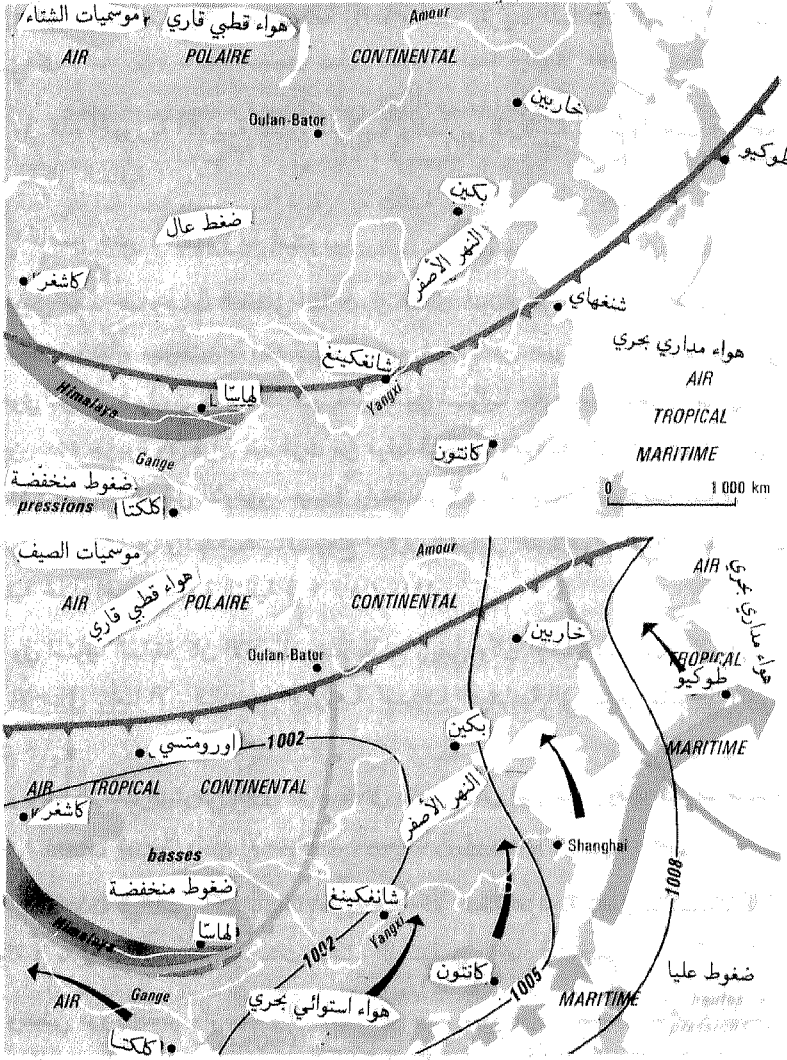 موسميات الشتاء
هواء قطبي قاري
Amour
AIR POLAIRE CONTINENTAL
Oulan-Bator
خاربين
طوكيو
بكين
ضغط عال
النهر الأصفر
كاشغر
شنغهاي
هواء مداري بحري
شانغكينغ
AIR
لهاسّا
Himalaya
Yangxi
TROPICAL
كانتون
Gange
MARITIME
ضغوط منخفضة
pressions
كلكتا
0 1 000 km
موسميات الصيف
Amour
هواء قطبي قاري
AIR POLAIRE CONTINENTAL
AIR
هواء مداري بحري
Oulan-Bator
خاربين
TROPICAL
طوكيو
اورومتسي
1002
بكين
MARITIME
AIR TROPICAL CONTINENTAL
كاشغر
النهر الأصفر
basses
Shanghai
ضغوط منخفضة
1008
شانغكينغ
Himalaya
لهاسّا
Yangxi
1002
كانتون
ضغوط عليا
1005
AIR
Gange
هواء استوائي بحري
MARITIME
كلكتا